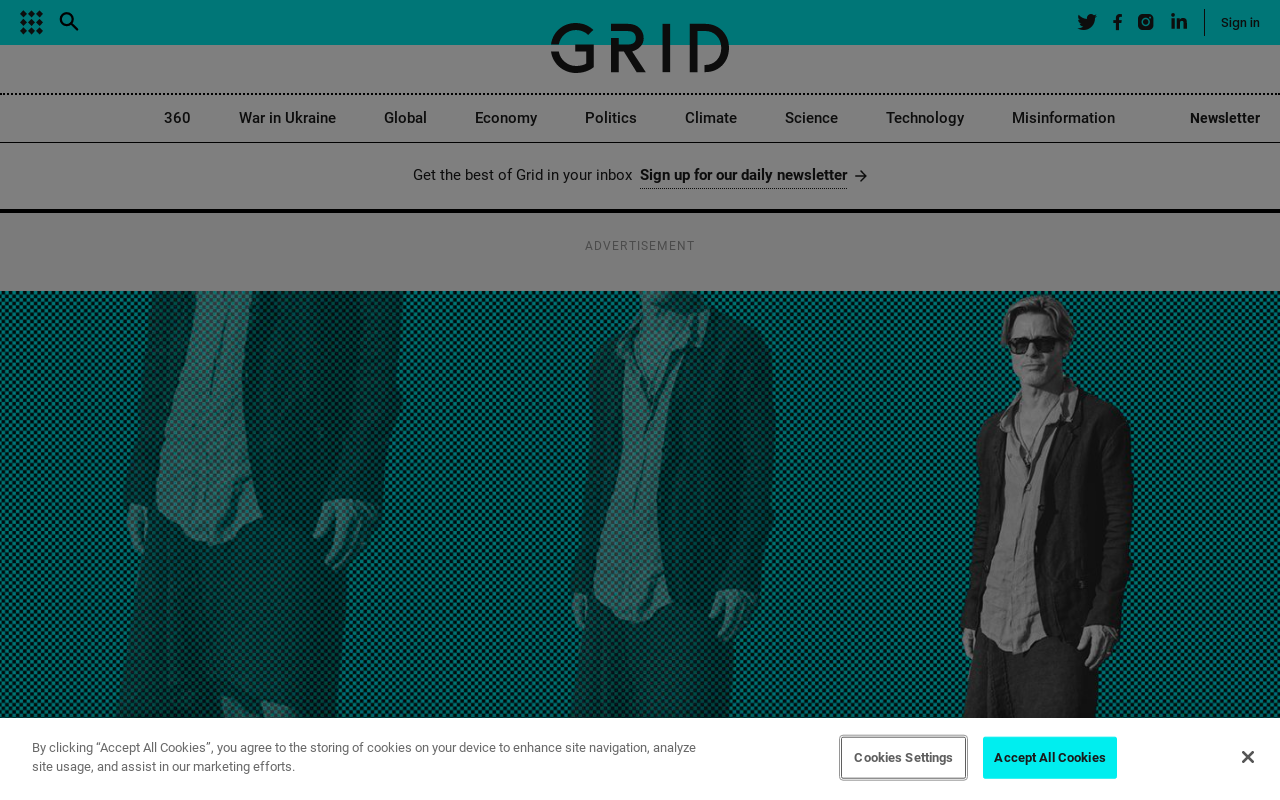 GRID
Sign in
360 War in Ukraine Global Economy Politics Climate Science Technology Misinformation Newsletter
Get the best of Grid in your inbox Sign up for our daily newsletter →
ADVERTISEMENT
By clicking “Accept All Cookies”, you agree to the storing of cookies on your device to enhance site navigation, analyze
site usage, and assist in our marketing efforts.
Cookies Settings
Accept All Cookies